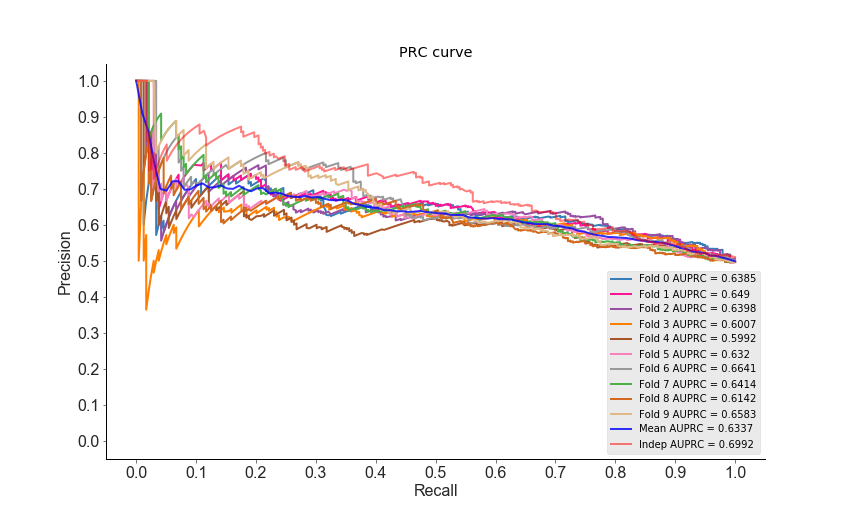 PRC curve
Precision
1.0
0.9
0.8
0.7
0.6
0.5
0.4
0.3
0.2
0.1
0.0
Fold 0 AUPRC = 0.6385
Fold 1 AUPRC = 0.649
Fold 2 AUPRC = 0.6398
Fold 3 AUPRC = 0.6007
Fold 4 AUPRC = 0.5992
Fold 5 AUPRC = 0.632
Fold 6 AUPRC = 0.6641
Fold 7 AUPRC = 0.6414
Fold 8 AUPRC = 0.6142
Fold 9 AUPRC = 0.6583
Mean AUPRC = 0.6337
Indep AUPRC = 0.6992
0.0 0.1 0.2 0.3 0.4 0.5 0.6 0.7 0.8 0.9 1.0
Recall